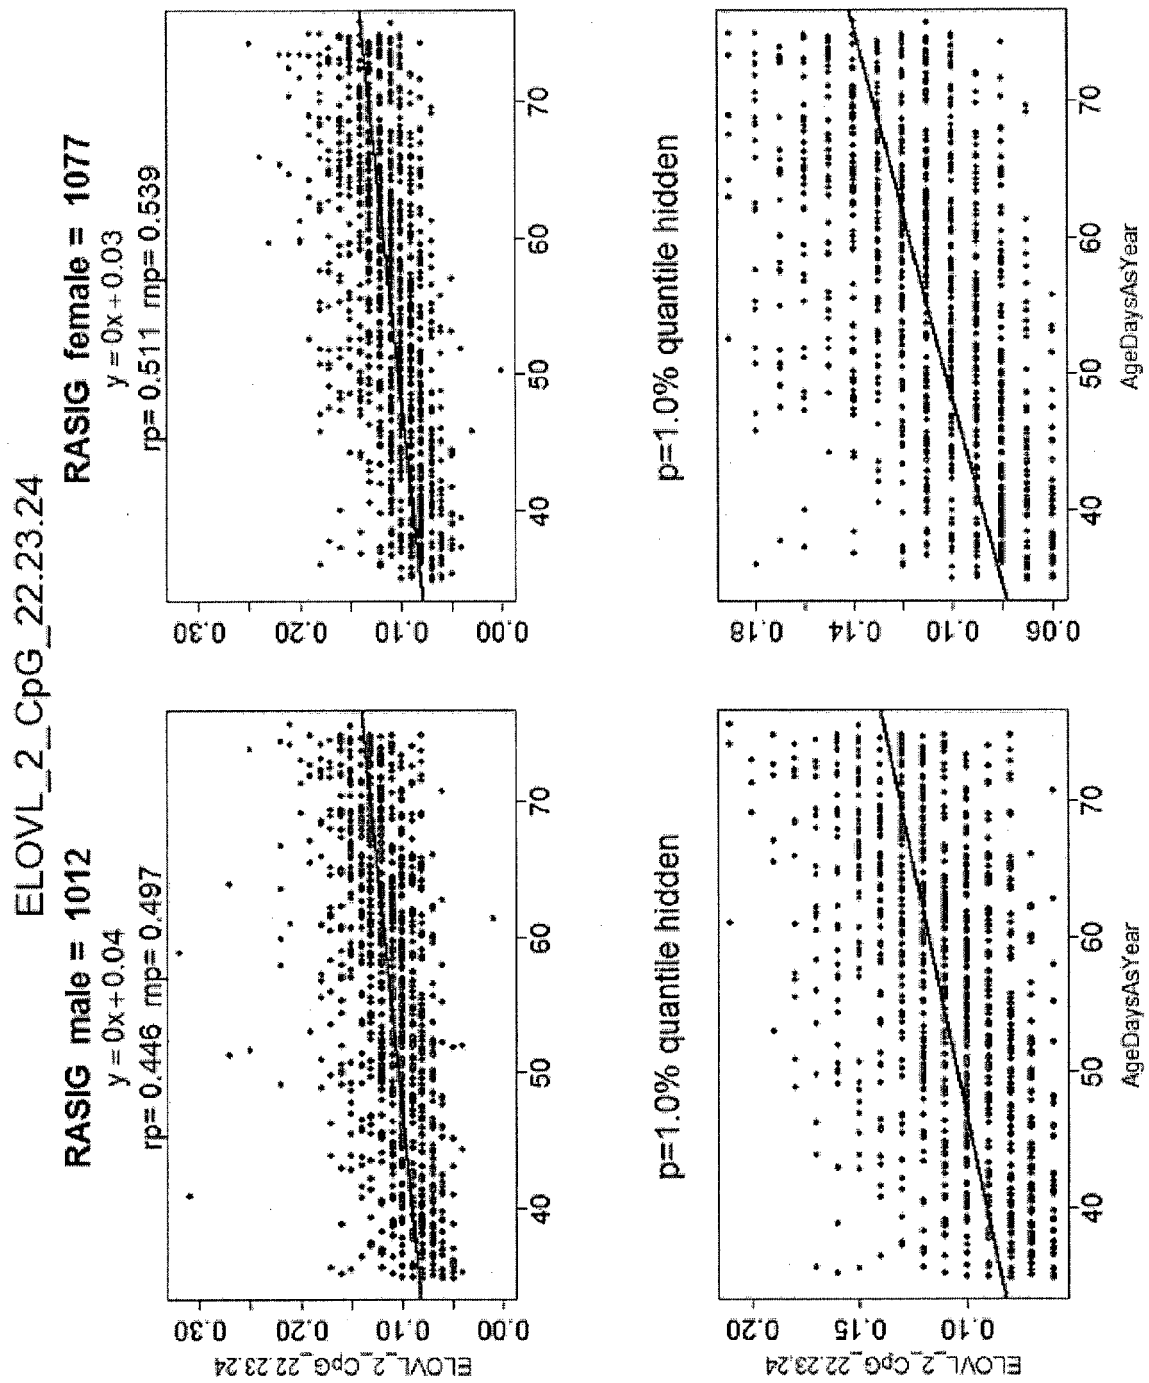 ELOVL_2_CpG_22.23.24
RASIG male = 1012
y = 0x + 0.04
rp= 0.446 rnp= 0.497
ELOVL_2_CpG_22.23.24
0.00 0.10 0.20 0.30
40 50 60 70
RASIG female = 1077
y = 0x + 0.03
rp= 0.511 rnp= 0.539
0.00 0.10 0.20 0.30
40 50 60 70
p=1.0% quantile hidden
ELOVL_2_CpG_22.23.24
0.10 0.15 0.20
40 50 60 70
AgeDaysAsYear
p=1.0% quantile hidden
0.06 0.10 0.14 0.18
40 50 60 70
AgeDaysAsYear